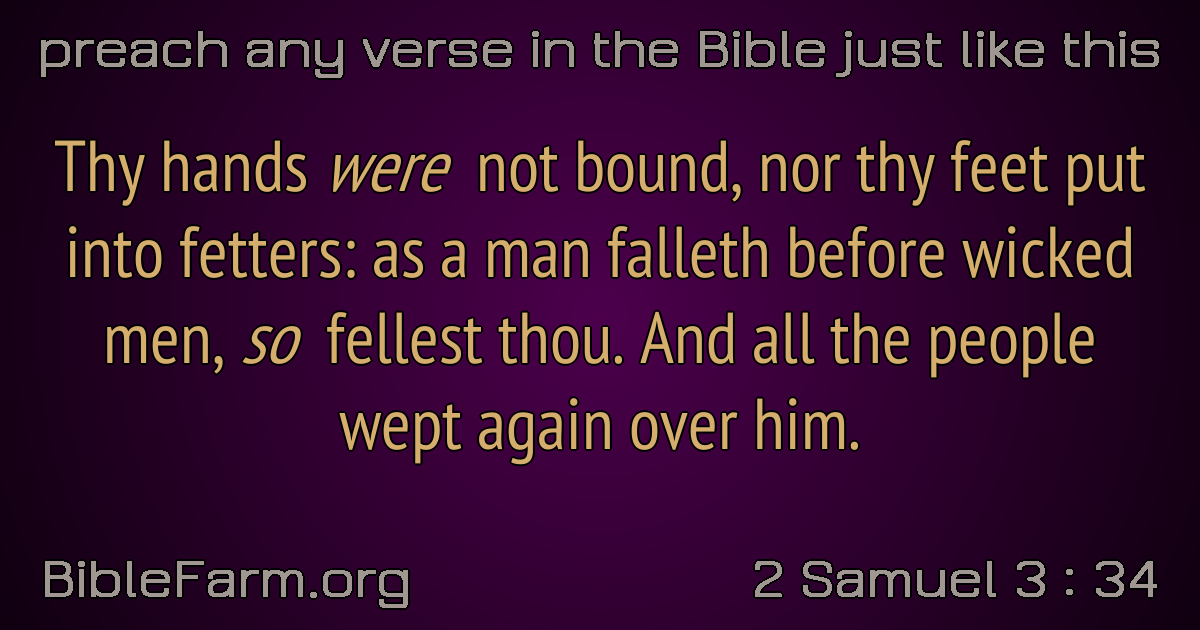 preach any verse in the Bible just like this
Thy hands were not bound, nor thy feet put
into fetters: as a man falleth before wicked
men, so fellest thou. And all the people
wept again over him.
BibleFarm.org
2 Samuel 3 : 34